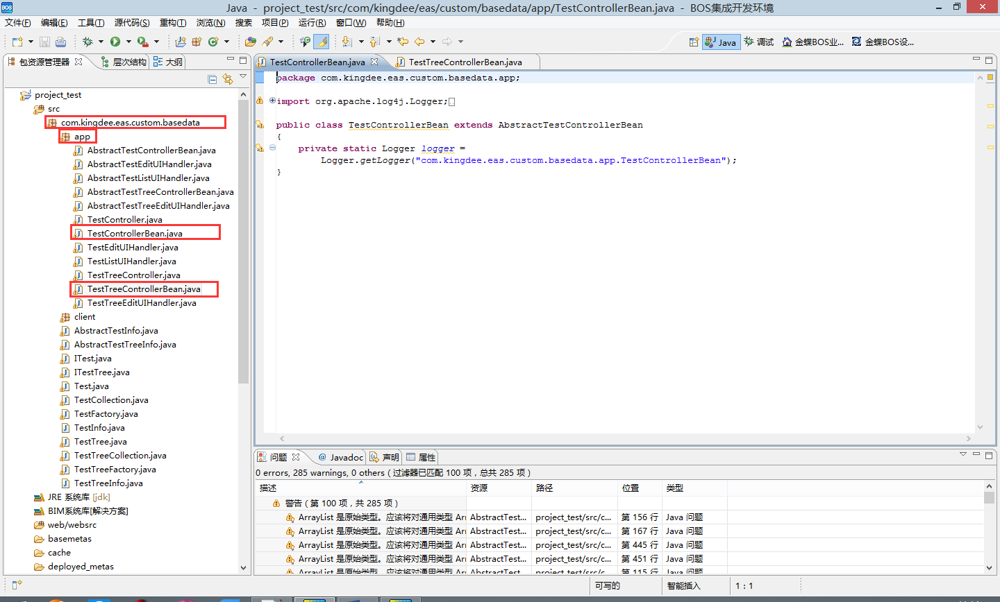 BOS
Java - project_test/src/com/kingdee/eas/custom/basedata/app/TestControllerBean.java - BOS集成开发环境
文件(F) 编辑(E) 工具(T) 源代码(S) 重构(T) 浏览(N) 搜索 项目(P) 运行(R) 窗口(W) 帮助(H)
Java 调试 金蝶BOS业... 金蝶BOS设...
包资源管理器 层次结构 大纲
project_test
src
com.kingdee.eas.custom.basedata
app
AbstractTestControllerBean.java
AbstractTestEditUIHandler.java
AbstractTestListUIHandler.java
AbstractTestTreeControllerBean.java
AbstractTestTreeEditUIHandler.java
TestController.java
TestControllerBean.java
TestEditUIHandler.java
TestListUIHandler.java
TestTreeController.java
TestTreeControllerBean.java
TestTreeEditUIHandler.java
client
AbstractTestInfo.java
AbstractTestTreeInfo.java
ITest.java
ITestTree.java
Test.java
TestCollection.java
TestFactory.java
TestInfo.java
TestTree.java
TestTreeCollection.java
TestTreeFactory.java
TestTreeInfo.java
JRE 系统库 [jdk]
BIM系统库[解决方案]
web/websrc
basemetas
cache
deployed_metas
TestControllerBean.java TestTreeControllerBean.java
package com.kingdee.eas.custom.basedata.app;
import org.apache.log4j.Logger;
public class TestControllerBean extends AbstractTestControllerBean
{
private static Logger logger =
Logger.getLogger("com.kingdee.eas.custom.basedata.app.TestControllerBean");
}
问题 @ Javadoc 声明 属性
0 errors, 285 warnings, 0 others（过滤器已匹配 100 项，总共 285 项）
描述 资源 路径 位置 类型
警告（第 100 项，共 285 项）
ArrayList 是原始类型。应该将对通用类型 Arr AbstractTest... project_test/src/c... 第 156 行 Java 问题
ArrayList 是原始类型。应该将对通用类型 Arr AbstractTest... project_test/src/c... 第 167 行 Java 问题
ArrayList 是原始类型。应该将对通用类型 Arr AbstractTest... project_test/src/c... 第 445 行 Java 问题
ArrayList 是原始类型。应该将对通用类型 Arr AbstractTest... project_test/src/c... 第 451 行 Java 问题
ArrayList 是原始类型。应该将对通用类型 Arr AbstractTest... project_test/src/c... 第 115 行 Java 问题
可写的 智能插入 1 : 1